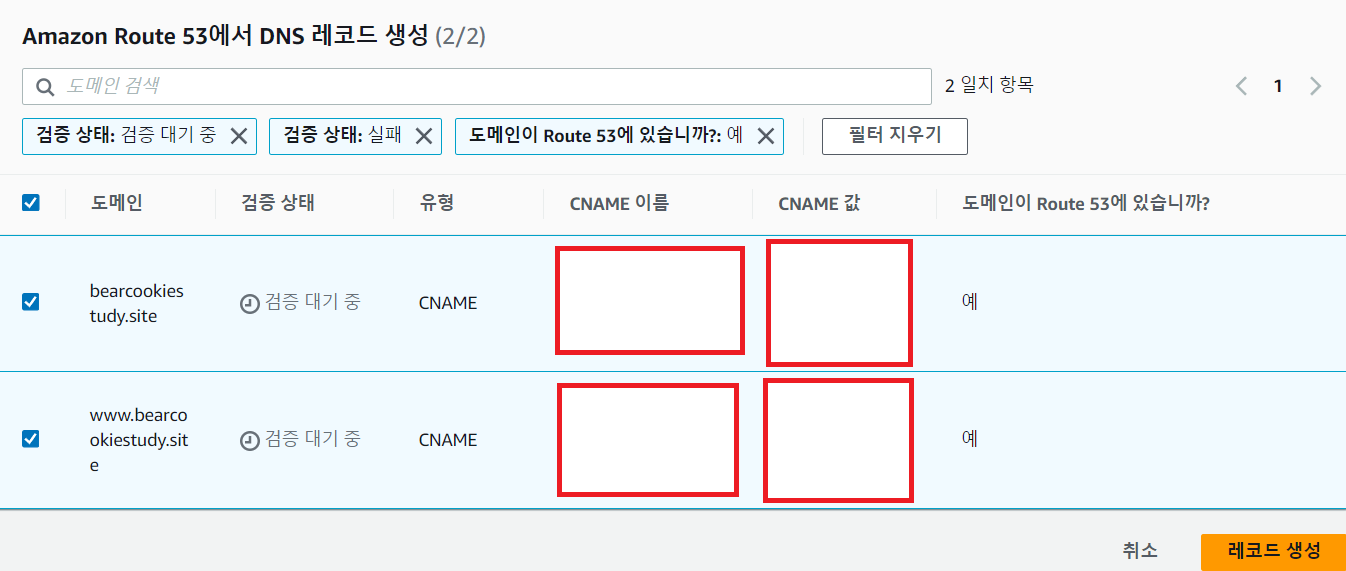 Amazon Route 53에서 DNS 레코드 생성 (2/2)
도메인 검색
2 일치 항목
1
검증 상태: 검증 대기 중
검증 상태: 실패
도메인이 Route 53에 있습니까?: 예
필터 지우기
도메인
검증 상태
유형
CNAME 이름
CNAME 값
도메인이 Route 53에 있습니까?
bearcookies
tudy.site
검증 대기 중
CNAME
예
www.bearco
okiestudy.sit
e
검증 대기 중
CNAME
예
취소
레코드 생성